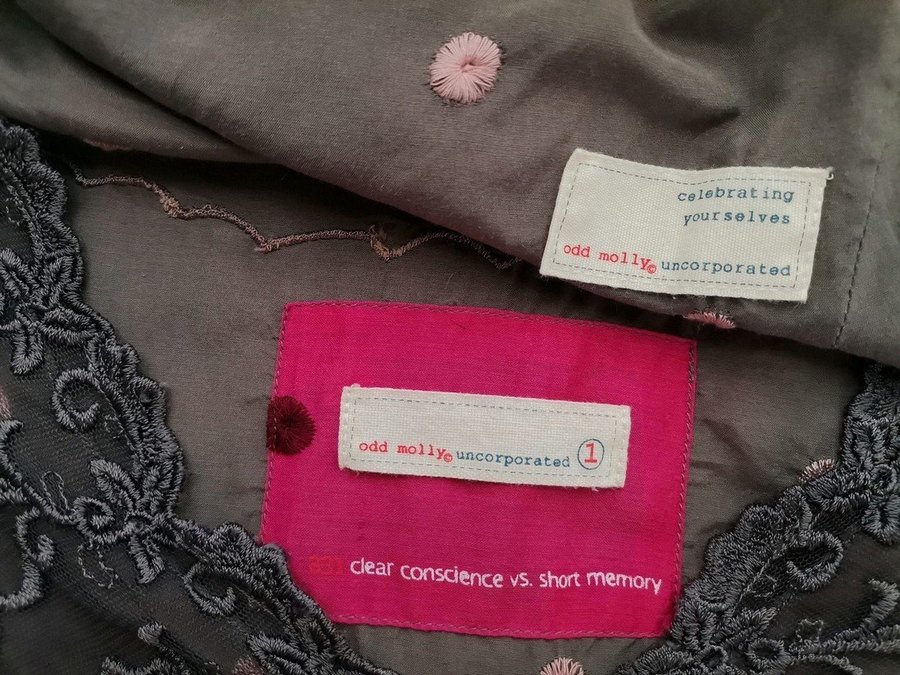 celebrating
yourselves
odd molly© uncorporated
odd molly© uncorporated 1
clear conscience vs. short memory